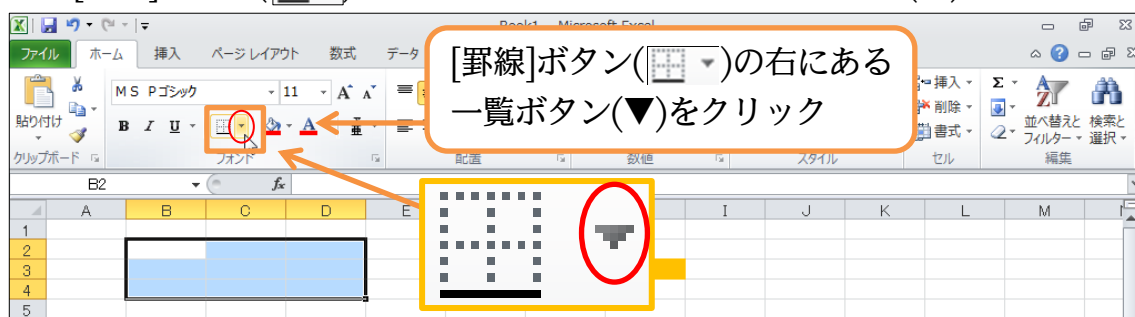 Book1 - Microsoft Excel
ファイル ホーム 挿入 ページ レイアウト 数式 データ
[罫線]ボタン( )の右にある
一覧ボタン(▼)をクリック
MS Pゴシック 11
貼り付け
B I U
挿入
削除
書式
Σ
並べ替えと
フィルター
検索と
選択
クリップボード フォント 配置 数値 スタイル セル 編集
B2 fx
A B C D E I J K L M
1
2
3
4
5